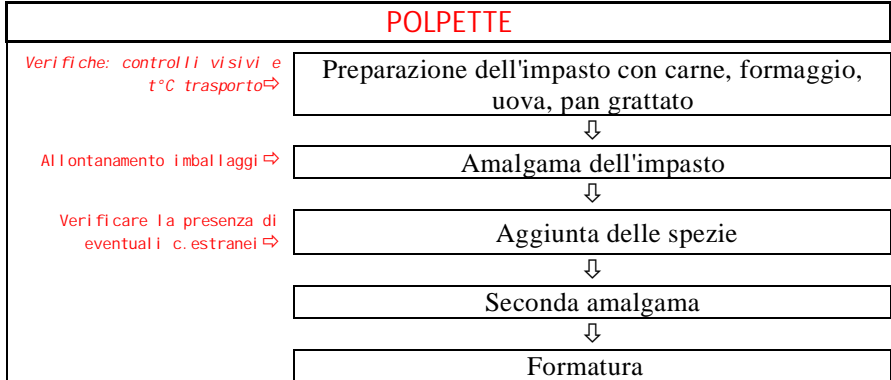 POLPETTE
Verifiche: controlli visivi e
t°C trasporto⇨
Preparazione dell'impasto con carne, formaggio,
uova, pan grattato
⇩
Allontanamento imballaggi⇨
Amalgama dell'impasto
⇩
Verificare la presenza di
eventuali c.estranei⇨
Aggiunta delle spezie
⇩
Seconda amalgama
⇩
Formatura